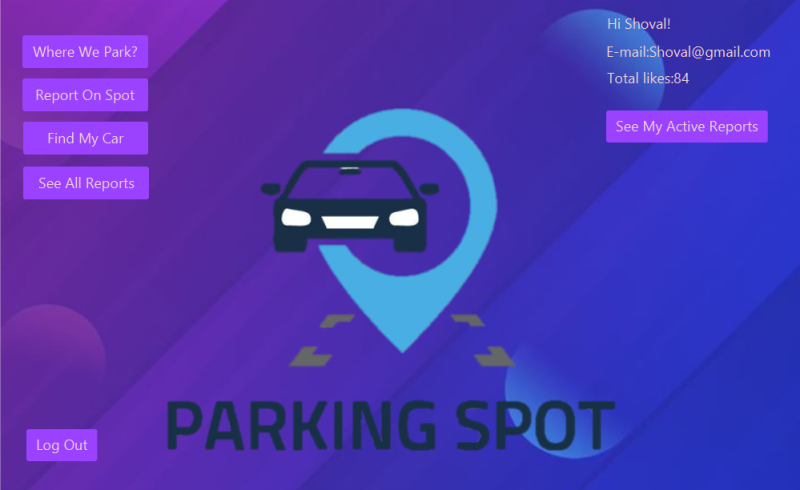 Where We Park?
Report On Spot
Find My Car
See All Reports
Hi Shoval!
E-mail:Shoval@gmail.com
Total likes:84
See My Active Reports
PARKING SPOT
Log Out